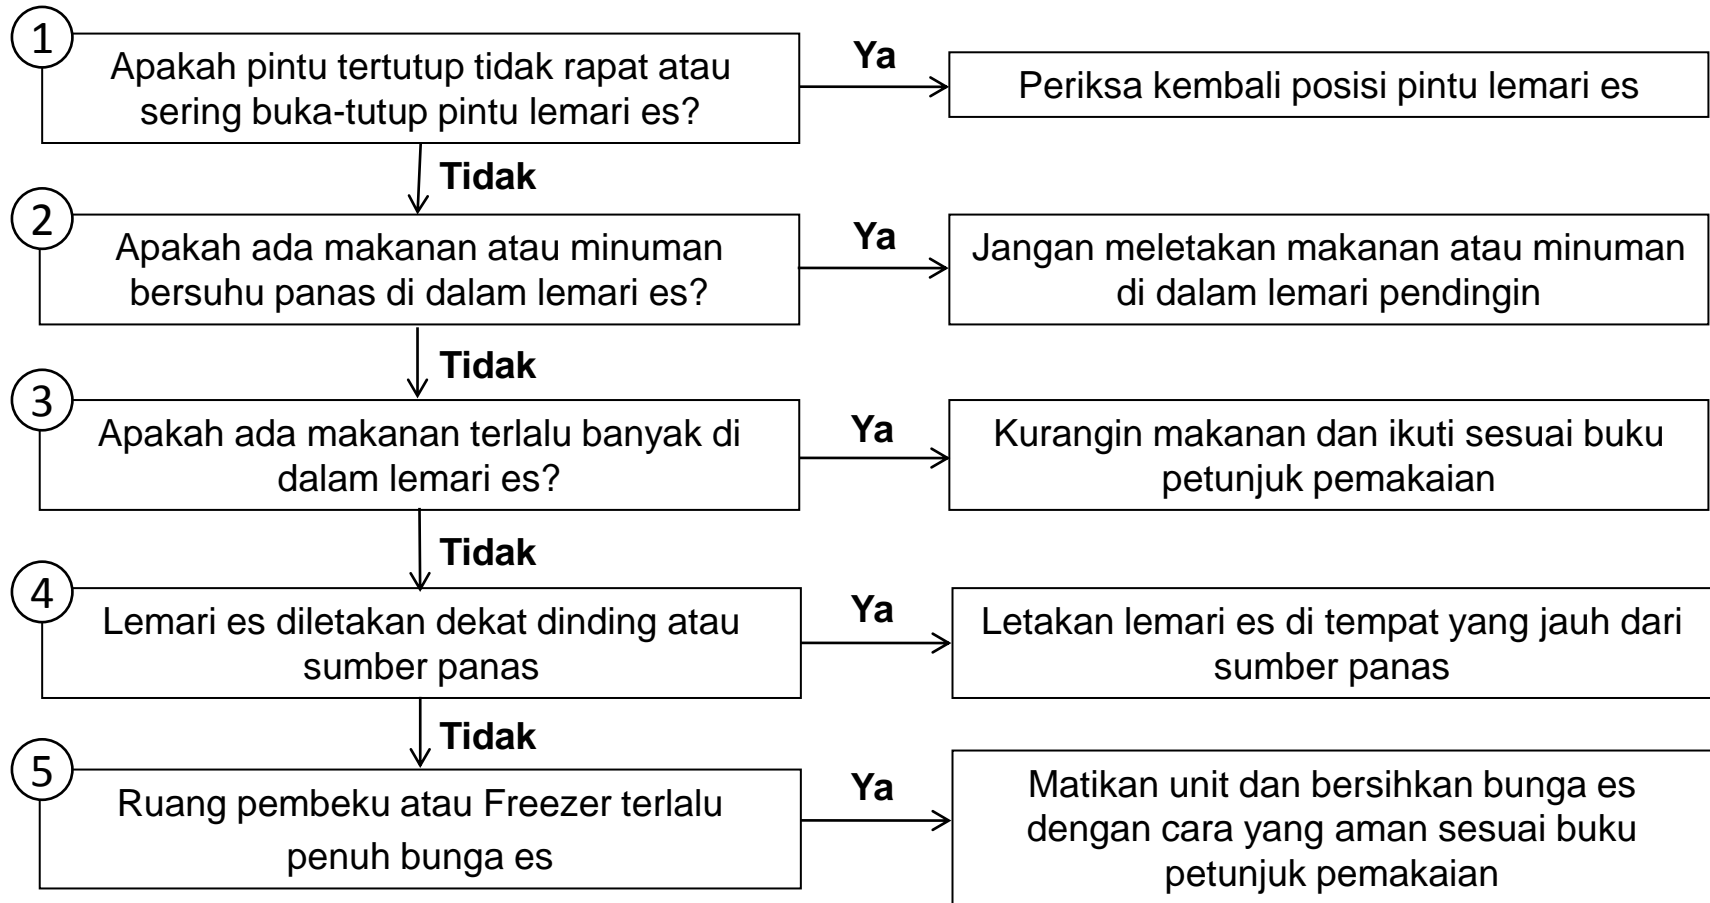 1
Apakah pintu tertutup tidak rapat atau
sering buka-tutup pintu lemari es?
Ya
Periksa kembali posisi pintu lemari es
Tidak
2
Apakah ada makanan atau minuman
bersuhu panas di dalam lemari es?
Ya
Jangan meletakan makanan atau minuman
di dalam lemari pendingin
Tidak
3
Apakah ada makanan terlalu banyak di
dalam lemari es?
Ya
Kurangin makanan dan ikuti sesuai buku
petunjuk pemakaian
Tidak
4
Lemari es diletakan dekat dinding atau
sumber panas
Ya
Letakan lemari es di tempat yang jauh dari
sumber panas
Tidak
5
Ruang pembeku atau Freezer terlalu
penuh bunga es
Ya
Matikan unit dan bersihkan bunga es
dengan cara yang aman sesuai buku
petunjuk pemakaian